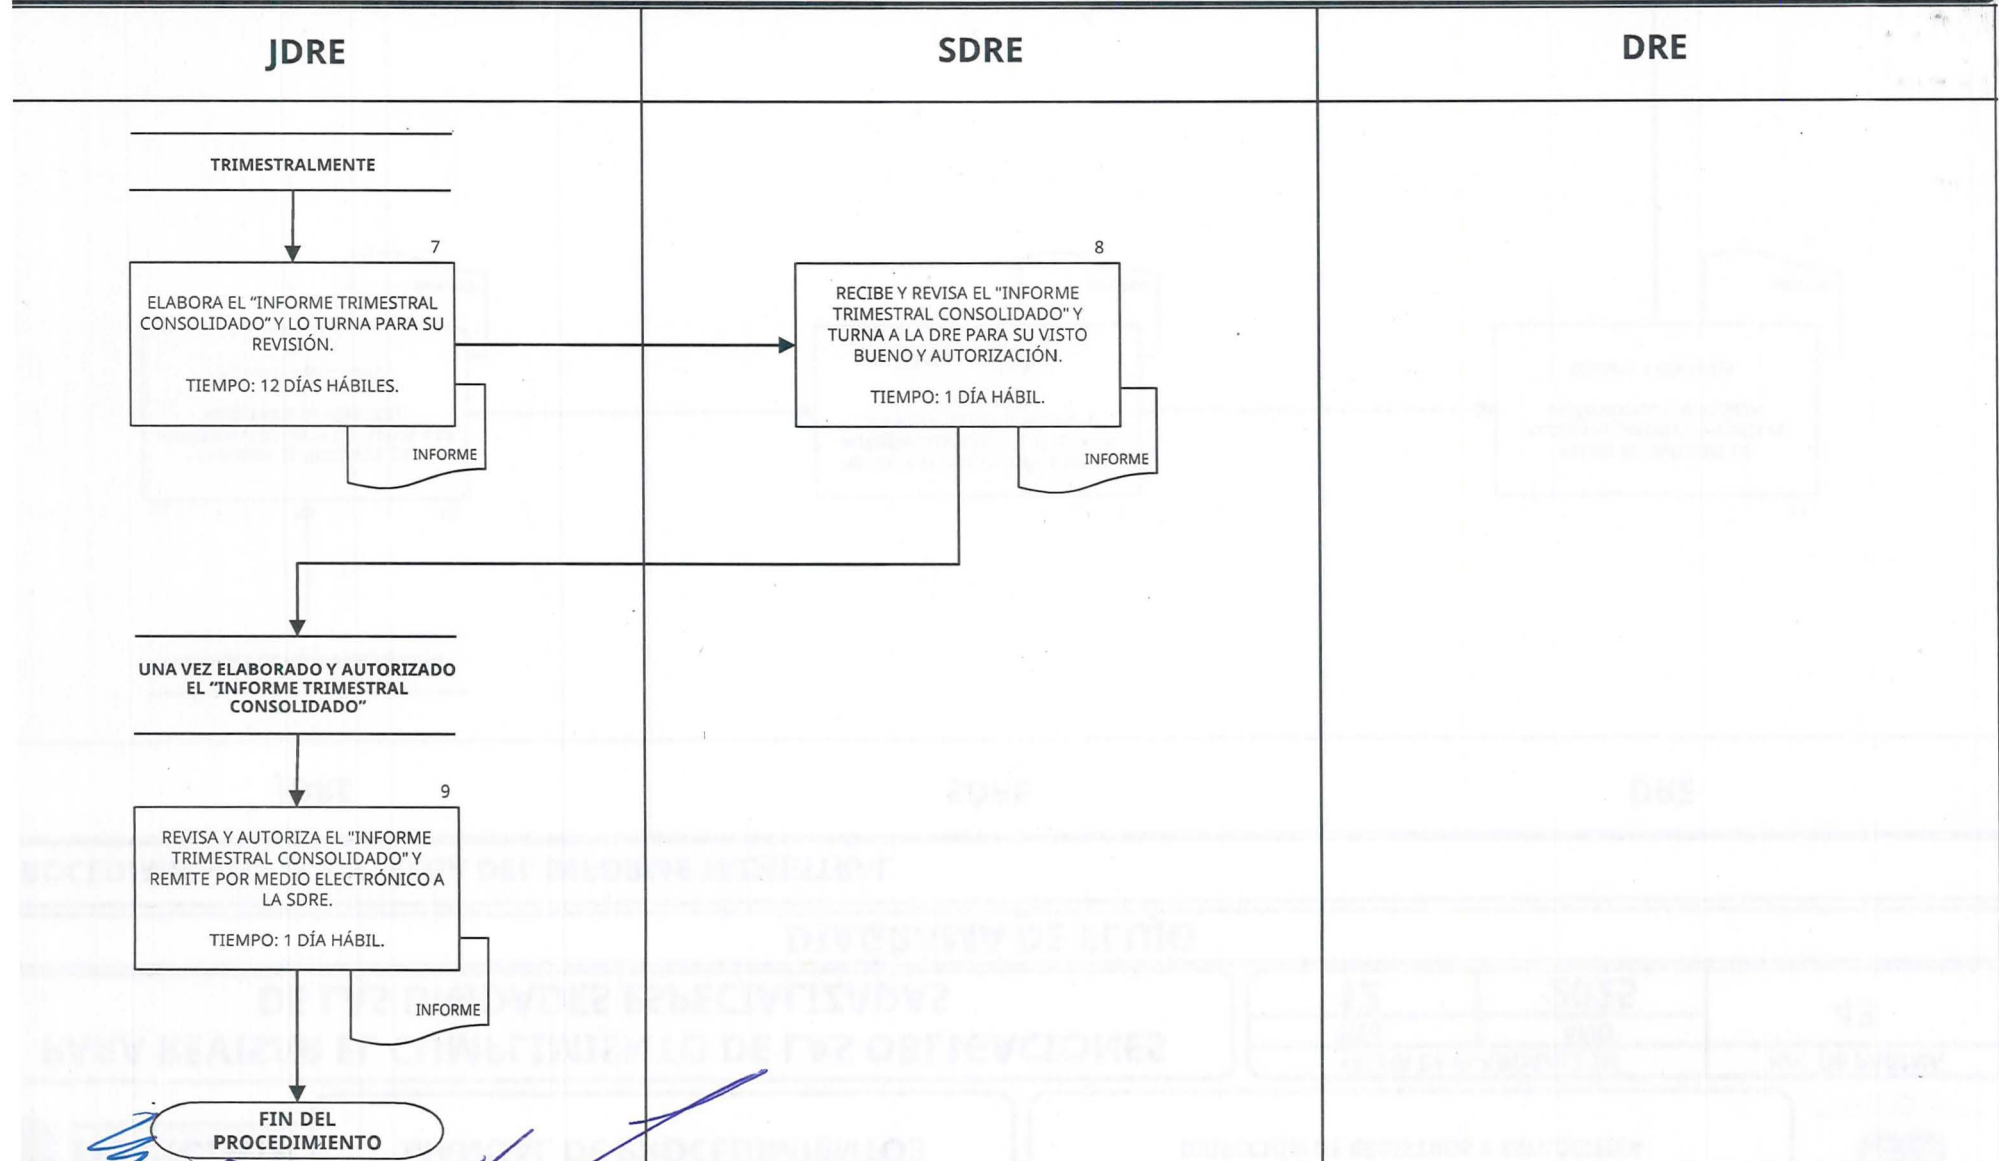 JDRE
SDRE
DRE
TRIMESTRALMENTE
7
ELABORA EL “INFORME TRIMESTRAL
CONSOLIDADO” Y LO TURNA PARA SU
REVISIÓN.
TIEMPO: 12 DÍAS HÁBILES.
INFORME
8
RECIBE Y REVISA EL "INFORME
TRIMESTRAL CONSOLIDADO" Y
TURNA A LA DRE PARA SU VISTO
BUENO Y AUTORIZACIÓN.
TIEMPO: 1 DÍA HÁBIL.
INFORME
UNA VEZ ELABORADO Y AUTORIZADO
EL “INFORME TRIMESTRAL
CONSOLIDADO”
9
REVISA Y AUTORIZA EL "INFORME
TRIMESTRAL CONSOLIDADO" Y
REMITE POR MEDIO ELECTRÓNICO A
LA SDRE.
TIEMPO: 1 DÍA HÁBIL.
INFORME
FIN DEL
PROCEDIMIENTO